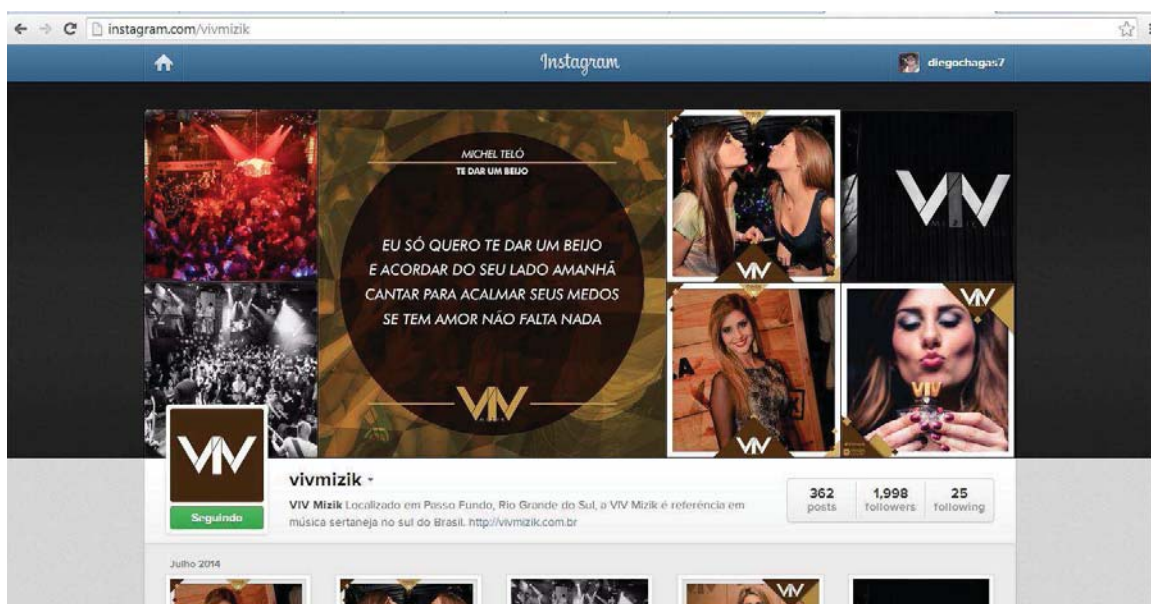 instagram.com/vivmizik
Instagram
diegochagas7
MICHEL TELÓ
TE DAR UM BEIJO
EU SÓ QUERO TE DAR UM BEIJO
E ACORDAR DO SEU LADO AMANHÃ
CANTAR PARA ACALMAR SEUS MEDOS
SE TEM AMOR NÃO FALTA NADA
VIV
VIV
VIV
MIZIK
VIV
VIV
VIV
VIV
Seguindo
vivmizik
VIV Mizik Localizado em Passo Fundo, Rio Grande do Sul, a VIV Mizik é referência em
música sertaneja no sul do Brasil. http://vivmizik.com.br
362 1,998 25
posts followers following
Julho 2014
VIV